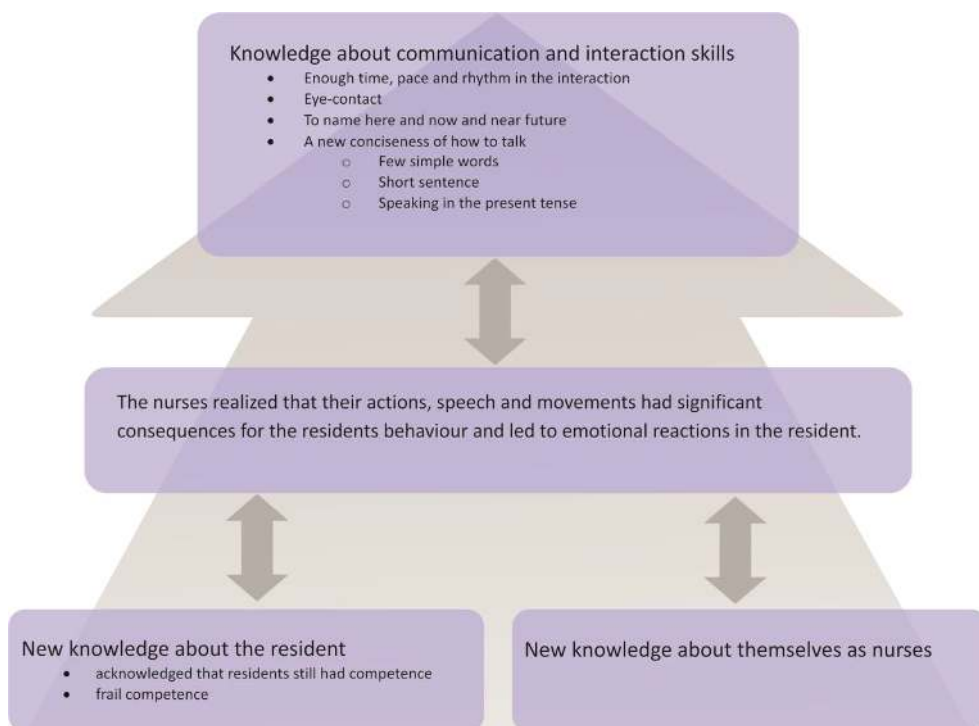 Knowledge about communication and interaction skills
• Enough time, pace and rhythm in the interaction
• Eye-contact
• To name here and now and near future
• A new conciseness of how to talk
o Few simple words
o Short sentence
o Speaking in the present tense
The nurses realized that their actions, speech and movements had significant
consequences for the residents behaviour and led to emotional reactions in the resident.
New knowledge about the resident
• acknowledged that residents still had competence
• frail competence
New knowledge about themselves as nurses